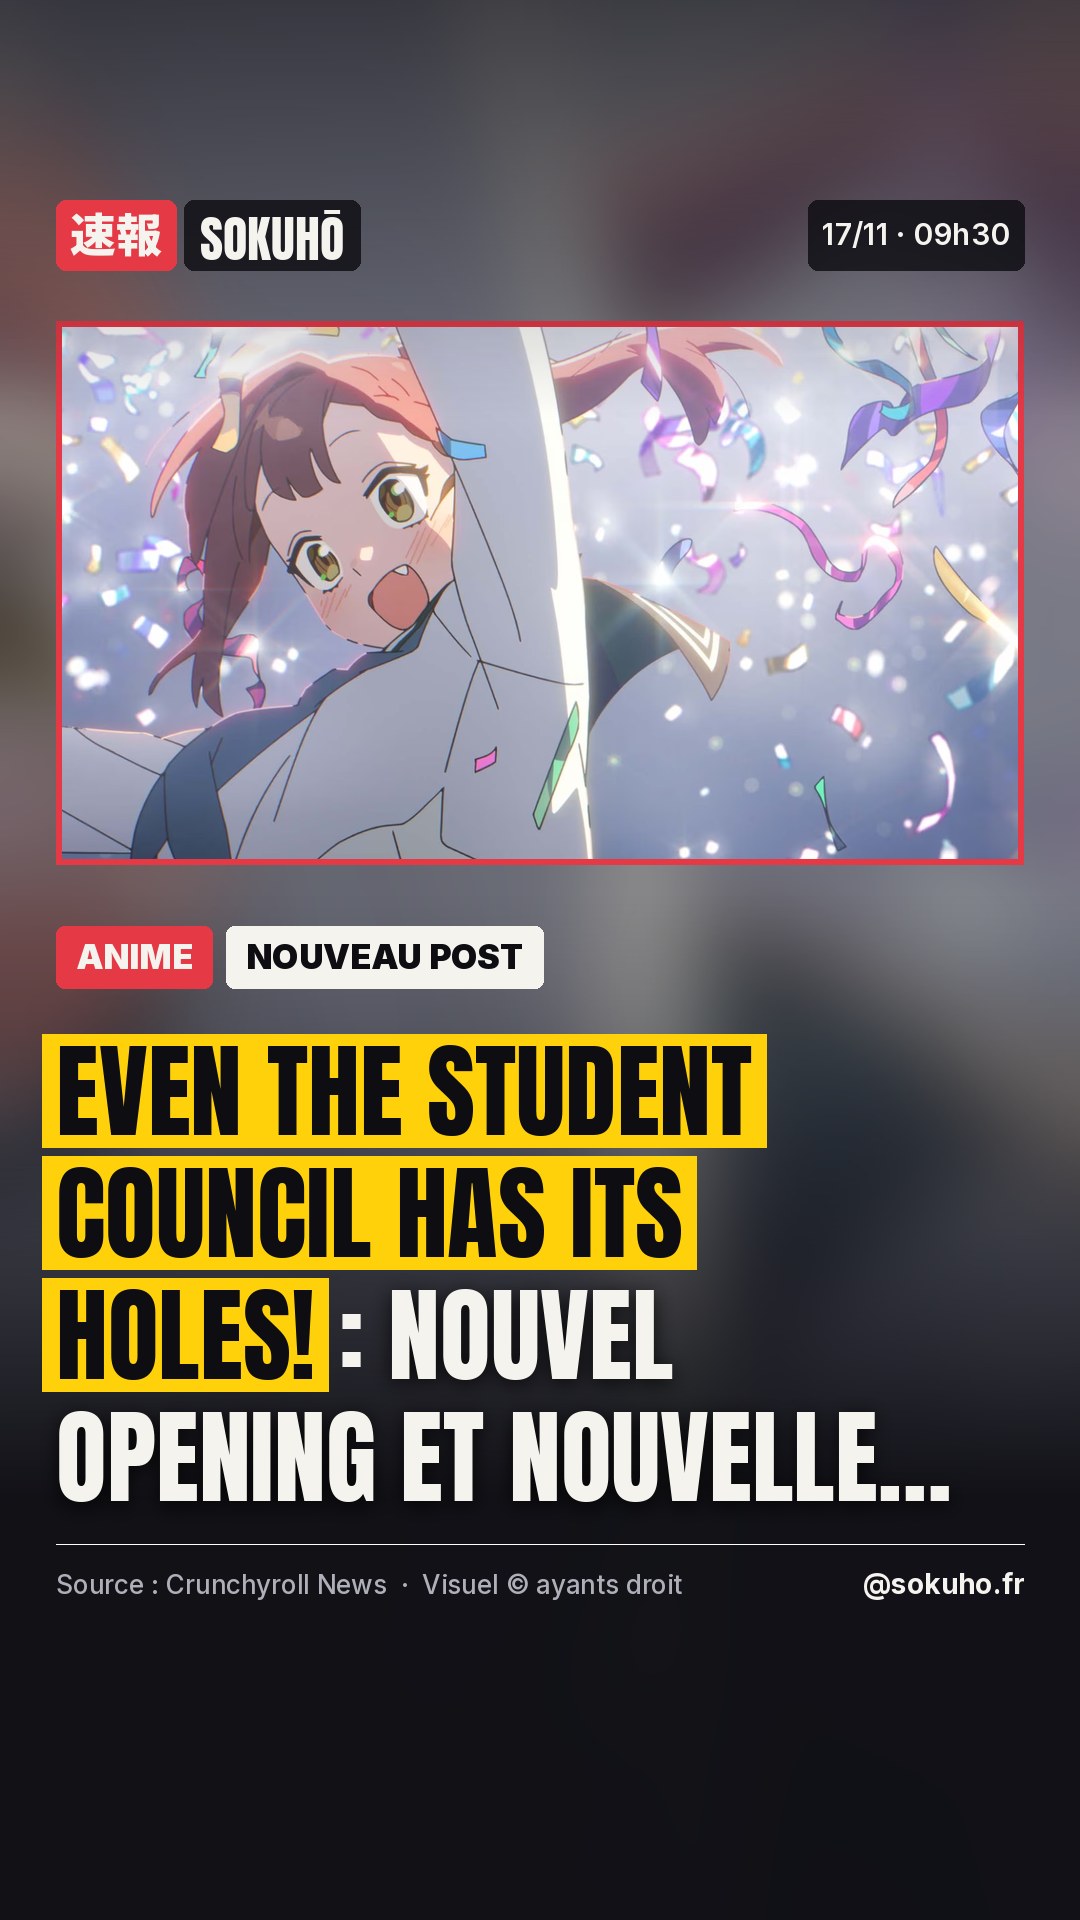 速報 SOKUHŌ
17/11 · 09h30
ANIME
NOUVEAU POST
EVEN THE STUDENT
COUNCIL HAS ITS
HOLES! : NOUVEL
OPENING ET NOUVELLE...
Source : Crunchyroll News · Visuel © ayants droit
@sokuho.fr